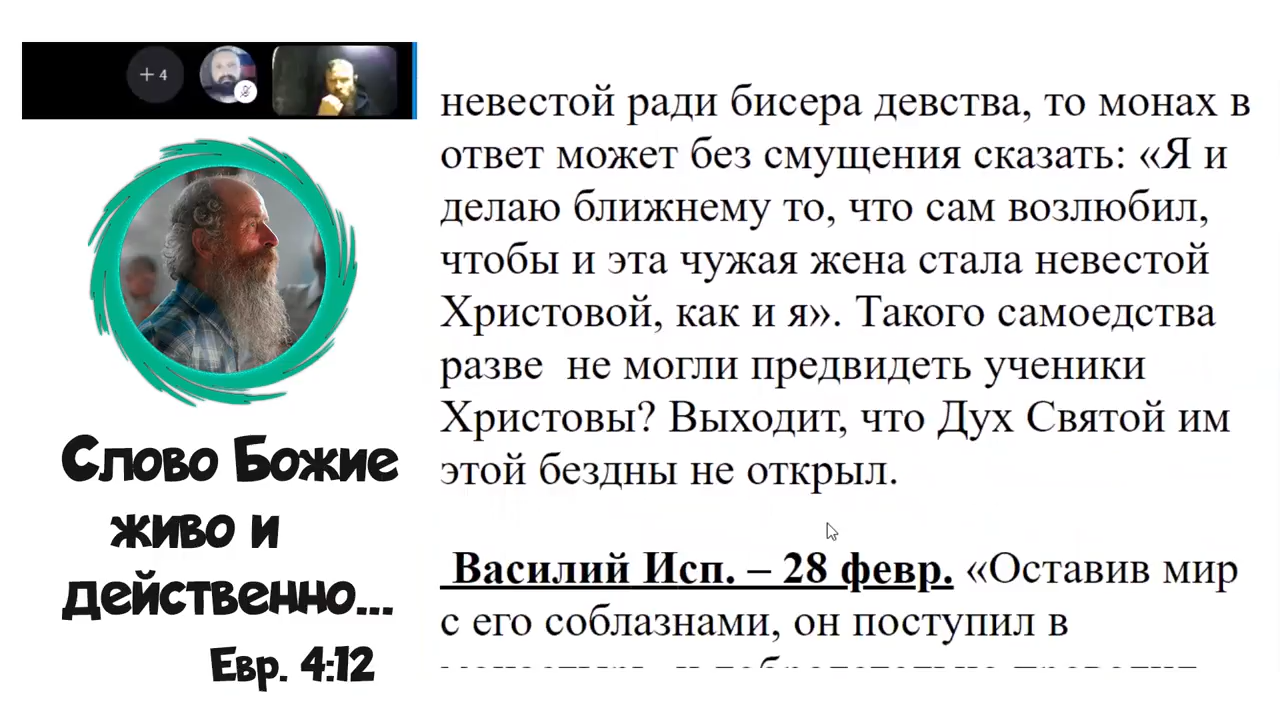 + 4
невестой ради бисера девства, то монах в
ответ может без смущения сказать: «Я и
делаю ближнему то, что сам возлюбил,
чтобы и эта чужая жена стала невестой
Христовой, как и я». Такого самоедства
разве не могли предвидеть ученики
Христовы? Выходит, что Дух Святой им
этой бездны не открыл.
Василий Исп. – 28 февр. «Оставив мир
с его соблазнами, он поступил в
Слово Божие
живо и
действенно...
Евр. 4:12